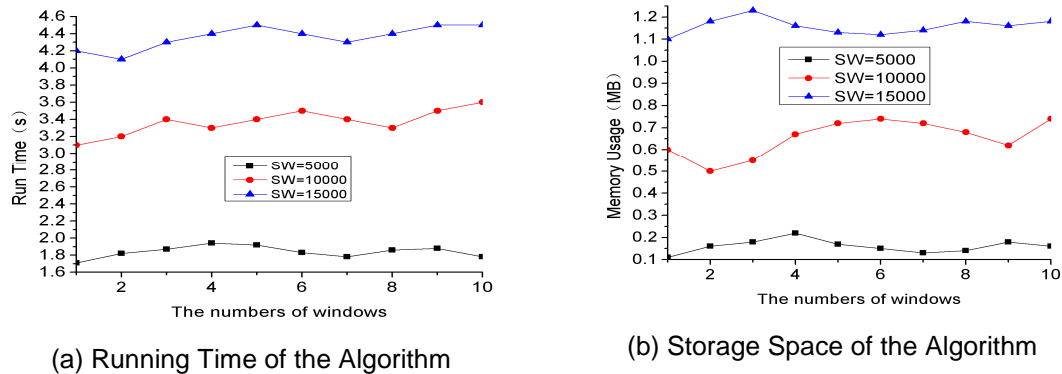 4.6
4.4
4.2
4.0
3.8
3.6
3.4
3.2
3.0
2.8
2.6
2.4
2.2
2.0
1.8
1.6
Run Time (s)
SW=5000
SW=10000
SW=15000
2 4 6 8 10
The numbers of windows
(a) Running Time of the Algorithm
1.2
1.1
1.0
0.9
0.8
0.7
0.6
0.5
0.4
0.3
0.2
0.1
Memory Usage (MB)
SW=5000
SW=10000
SW=15000
2 4 6 8 10
The numbers of windows
(b) Storage Space of the Algorithm